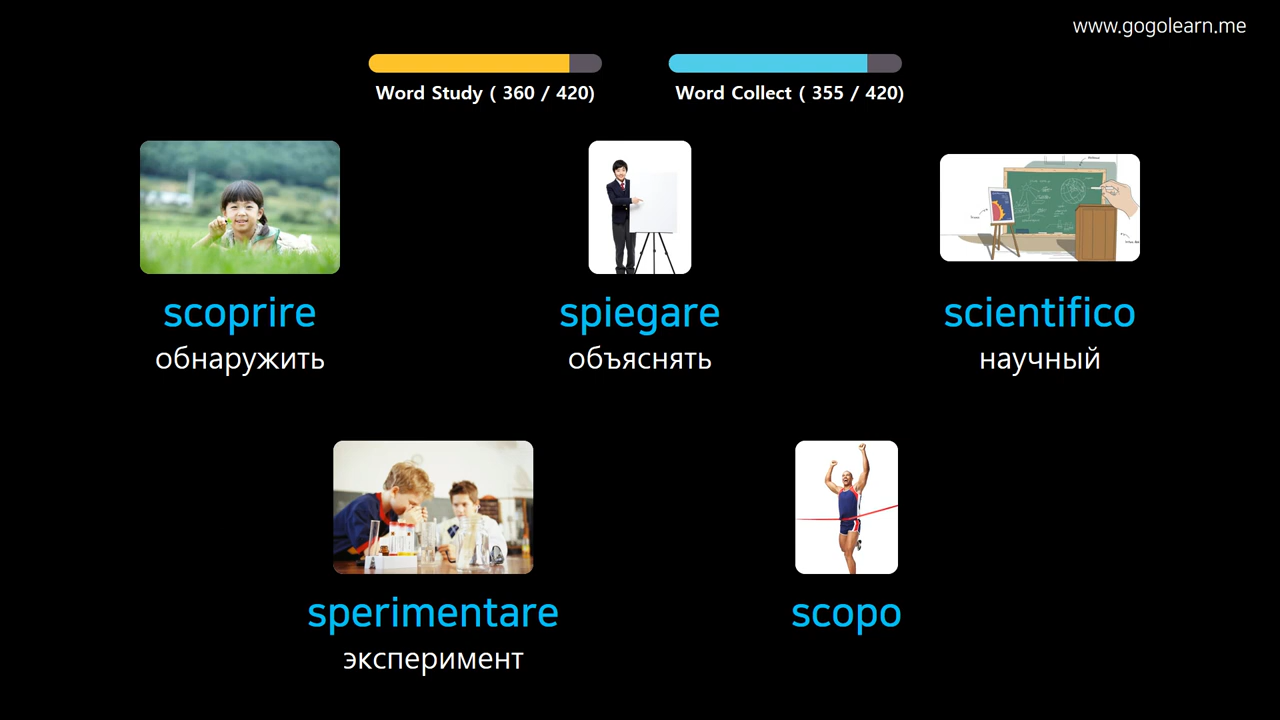 www.gogolearn.me
Word Study ( 360 / 420)
Word Collect ( 355 / 420)
scoprire
обнаружить
spiegare
объяснять
scientifico
научный
sperimentare
эксперимент
scopo